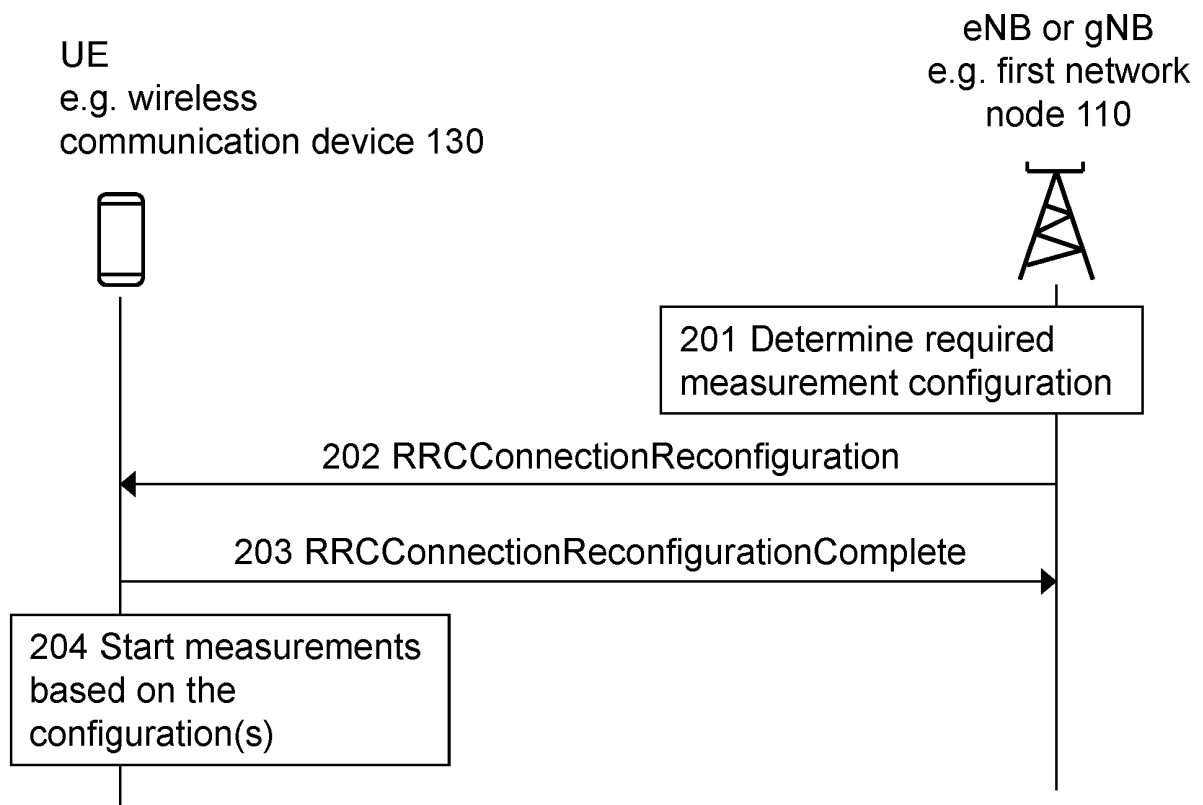 UE
e.g. wireless
communication device 130
eNB or gNB
e.g. first network
node 110
201 Determine required
measurement configuration
202 RRCConnectionReconfiguration
203 RRCConnectionReconfigurationComplete
204 Start measurements
based on the
configuration(s)